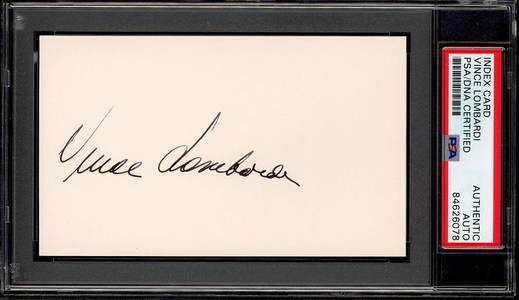 Vince Lombardi
INDEX CARD
VINCE LOMBARDI
PSA/DNA CERTIFIED
PSA
AUTHENTIC
AUTO
84626078